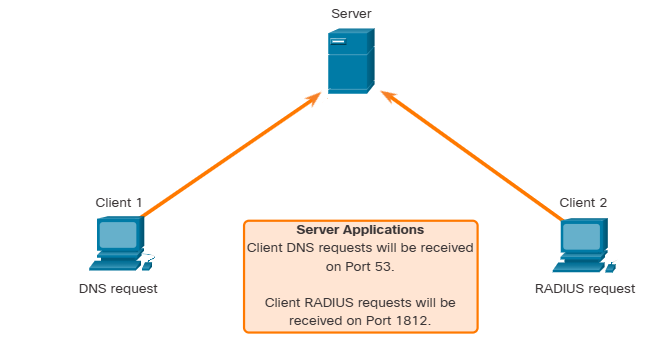 Server
Client 1
Client 2
Server Applications
Client DNS requests will be received
on Port 53.
Client RADIUS requests will be
received on Port 1812.
DNS request
RADIUS request